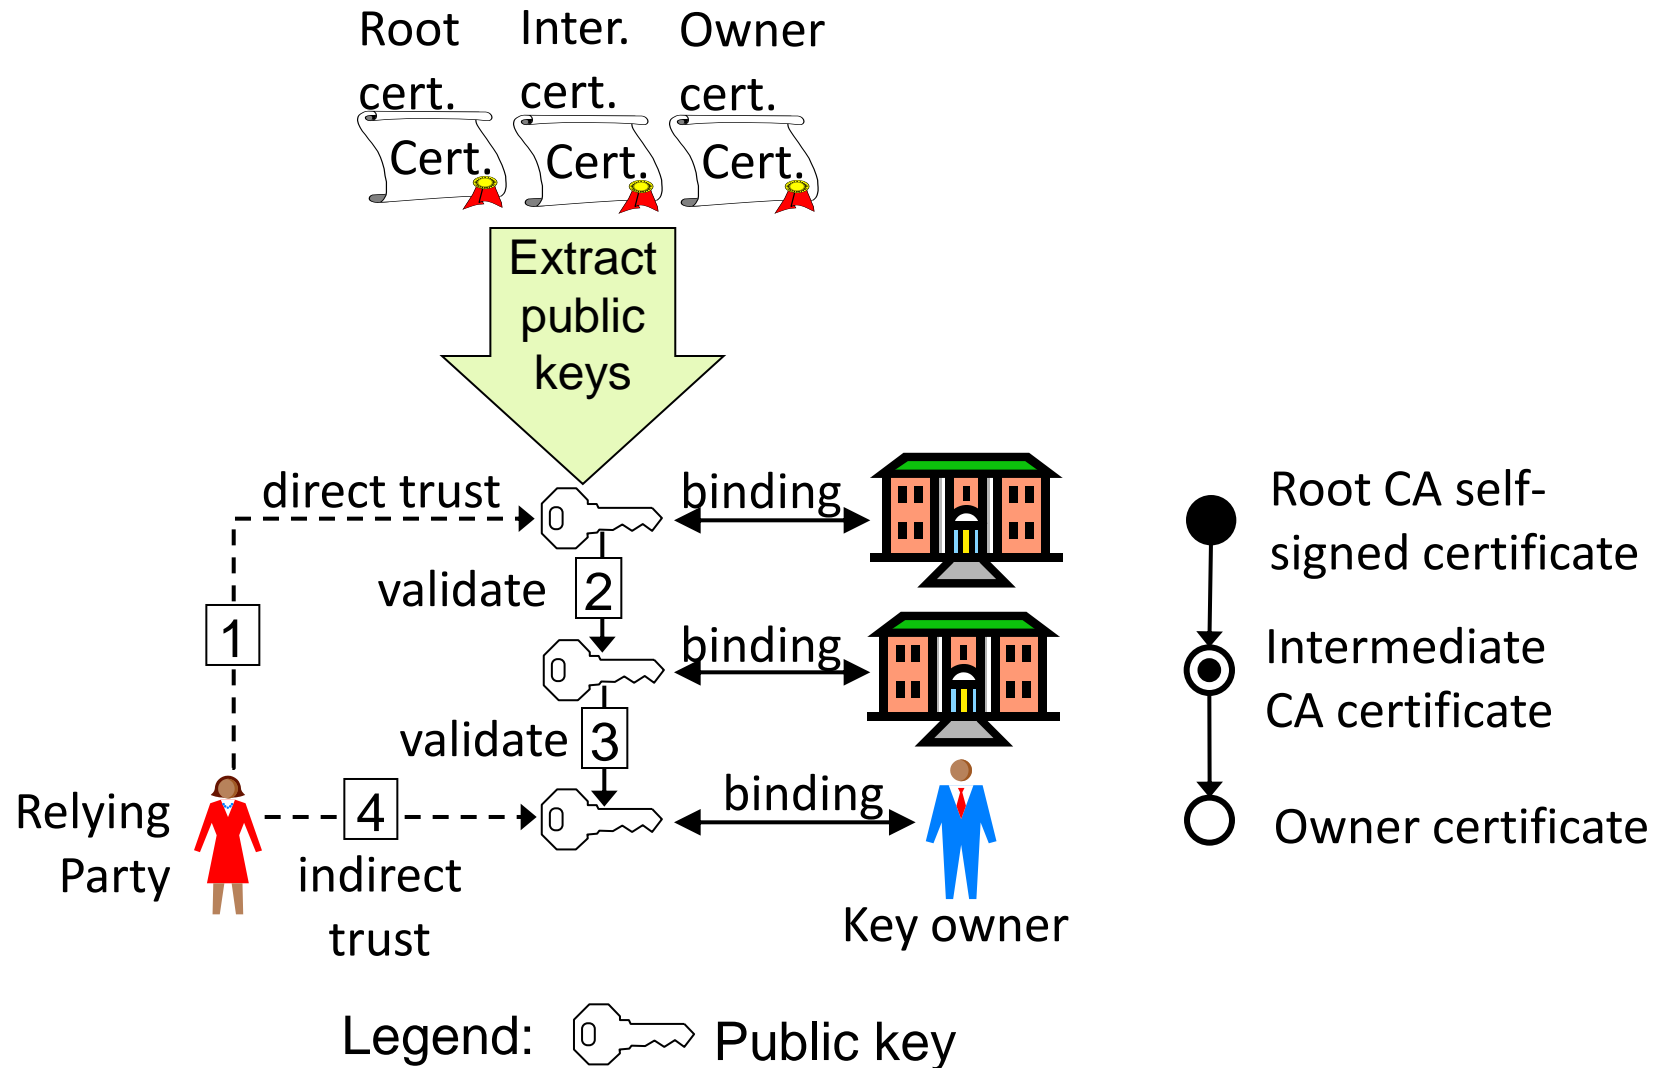 Root
cert.
Inter.
cert.
Owner
cert.
Cert.
Cert.
Cert.
Extract
public
keys
direct trust
binding
validate
2
1
binding
validate
3
Relying
Party
4
indirect
trust
binding
Key owner
Root CA self-
signed certificate
Intermediate
CA certificate
Owner certificate
Legend:
Public key